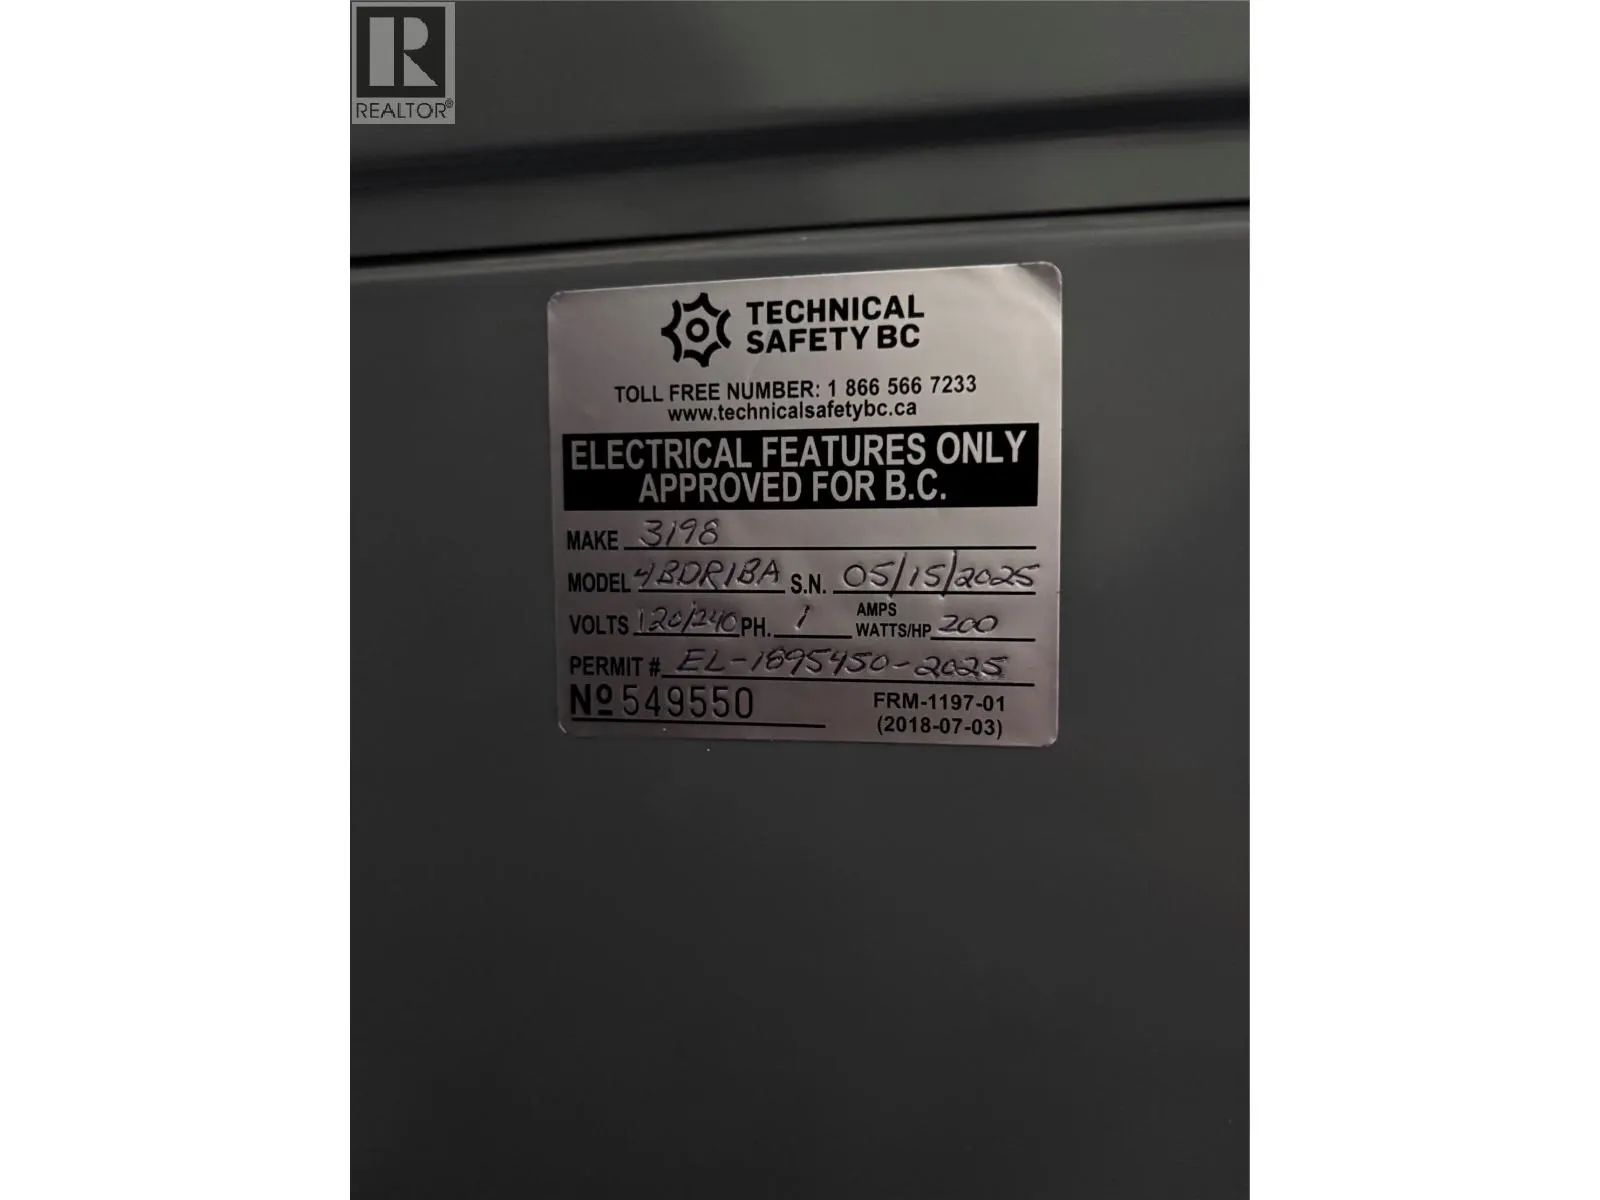 REALTOR®
TECHNICAL
SAFETY BC
TOLL FREE NUMBER: 1 866 566 7233
www.technicalsafetybc.ca
ELECTRICAL FEATURES ONLY
APPROVED FOR B.C.
MAKE 3198
MODEL 4BDR1BA S.N. 05/15/2025
VOLTS 120/240 PH. 1 AMPS WATTS/HP 200
PERMIT # EL-1895450-2025
Nº 549550 FRM-1197-01
(2018-07-03)